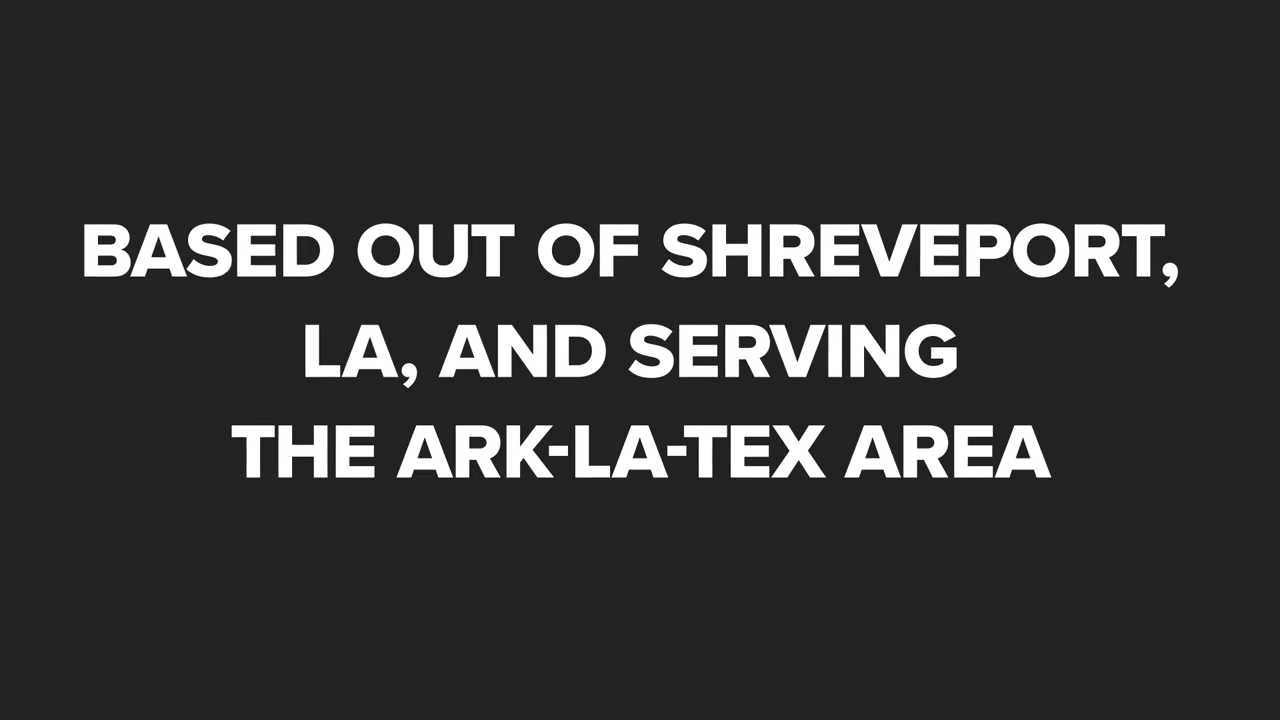 BASED OUT OF SHREVEPORT,
LA, AND SERVING
THE ARK-LA-TEX AREA